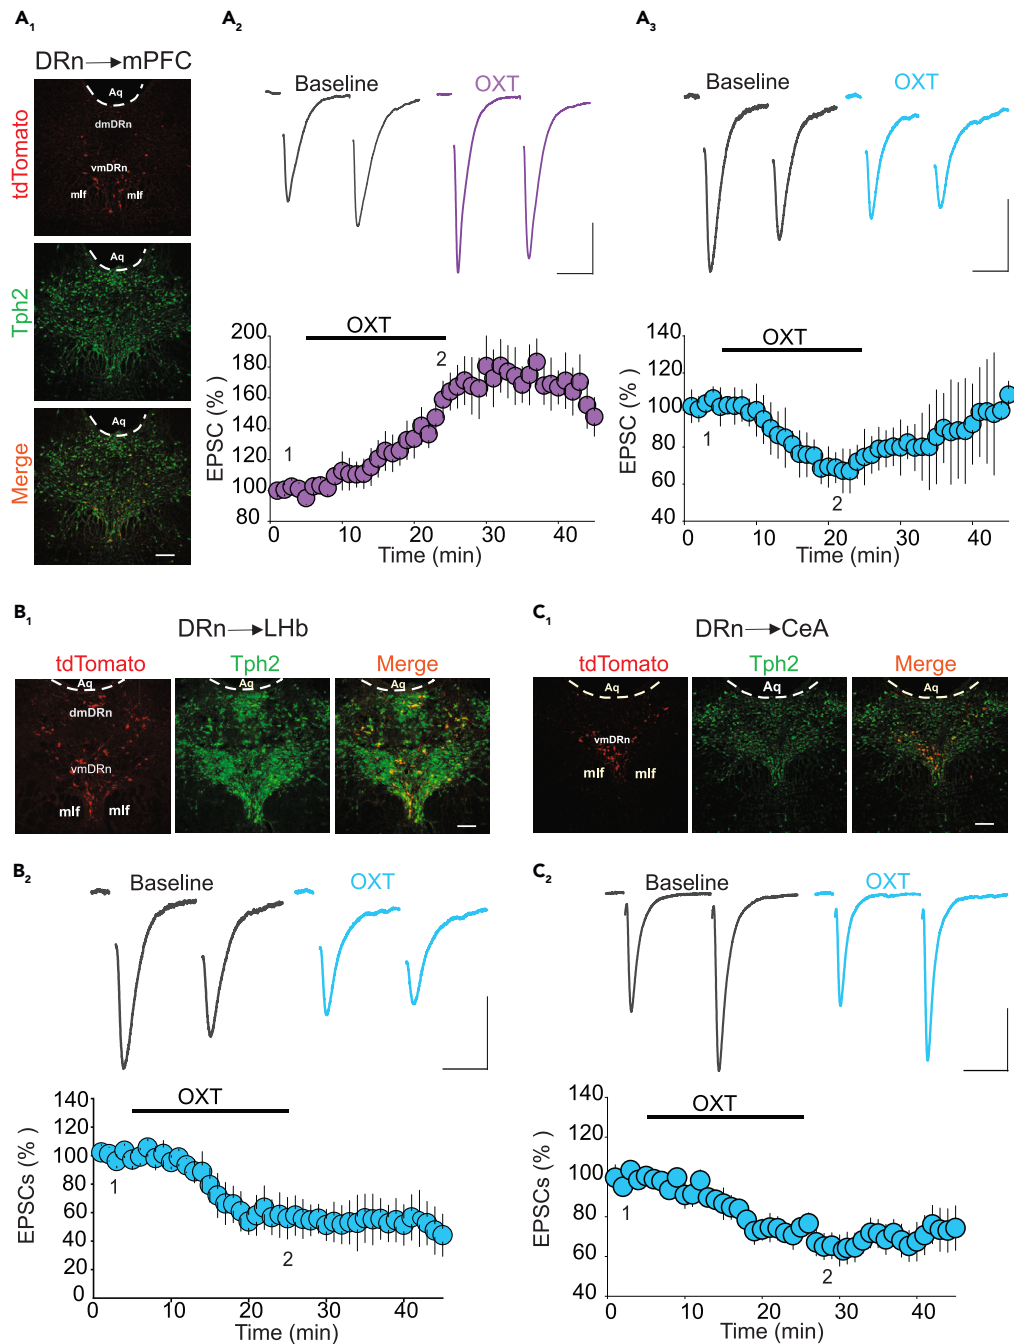 A1
DRn→mPFC
tdTomato
Aq
dmDRn
vmDRn
mlf mlf
Tph2
Aq
Merge
Aq
A2
Baseline OXT
OXT
1
2
EPSC (% )
200
180
160
140
120
100
80
0 10 20 30 40
Time (min)
A3
Baseline OXT
OXT
1
2
EPSC (% )
140
120
100
80
60
40
0 10 20 30 40
Time (min)
B1
DRn→LHb
tdTomato Tph2 Merge
Aq Aq Aq
dmDRn
vmDRn
mlf mlf
C1
DRn→CeA
tdTomato Tph2 Merge
Aq Aq Aq
vmDRn
mlf mlf
B2
Baseline OXT
OXT
1
2
EPSCs (% )
140
120
100
80
60
40
20
0
0 10 20 30 40
Time (min)
C2
Baseline OXT
OXT
1
2
EPSCs (% )
140
120
100
80
60
40
0 10 20 30 40
Time (min)